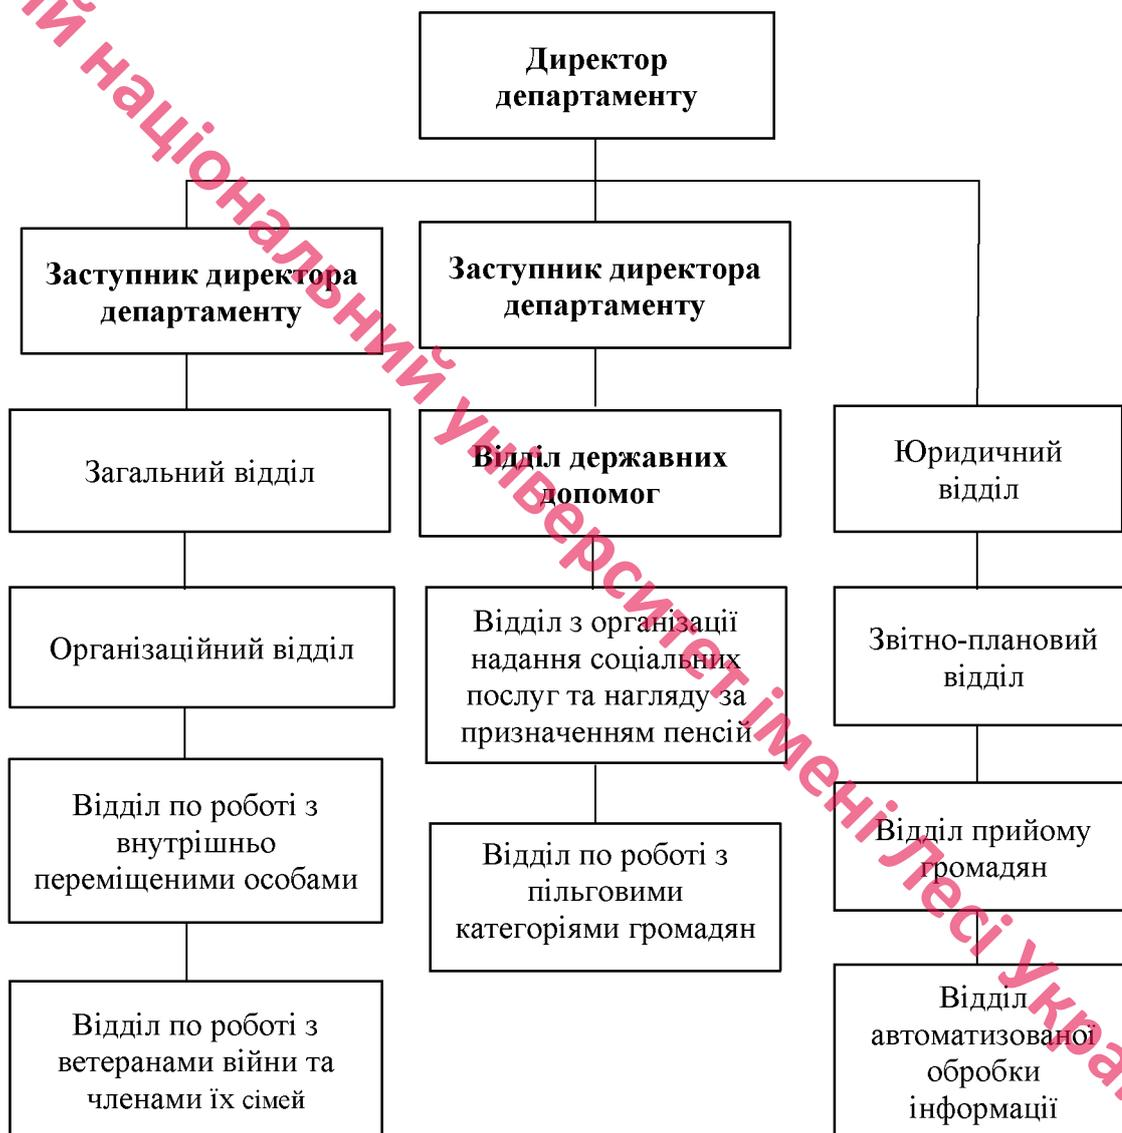 Директор
департаменту
Заступник директора
департаменту
Заступник директора
департаменту
Загальний відділ
Відділ державних
допомог
Юридичний
відділ
Організаційний відділ
Відділ з організації
надання соціальних
послуг та нагляду за
призначенням пенсій
Звітно-плановий
відділ
Відділ по роботі з
внутрішньо
переміщеними особами
Відділ по роботі з
пільговими
категоріями громадян
Відділ прийому
громадян
Відділ по роботі з
ветеранами війни та
членами їх сімей
Відділ
автоматизованої
обробки
інформації
національний університет імені Лесі